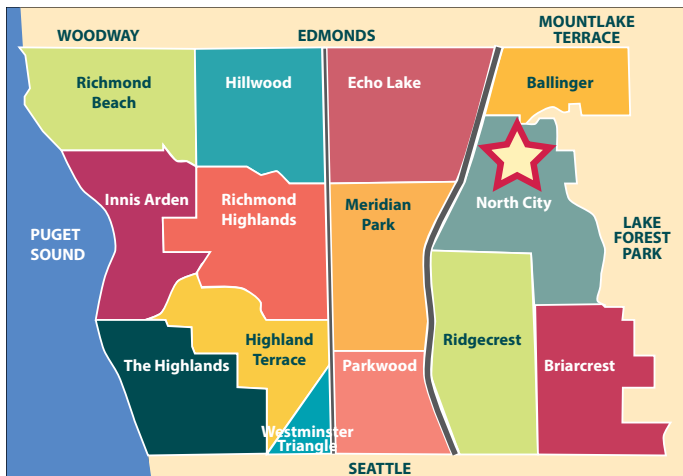 WOODWAY
EDMONDS
MOUNTLAKE
TERRACE
Richmond
Beach
Hillwood
Echo Lake
Ballinger
Innis Arden
Richmond
Highlands
Meridian
Park
North City
PUGET
SOUND
LAKE
FOREST
PARK
The Highlands
Highland
Terrace
Parkwood
Ridgecrest
Briarcrest
Westminster
Triangle
SEATTLE